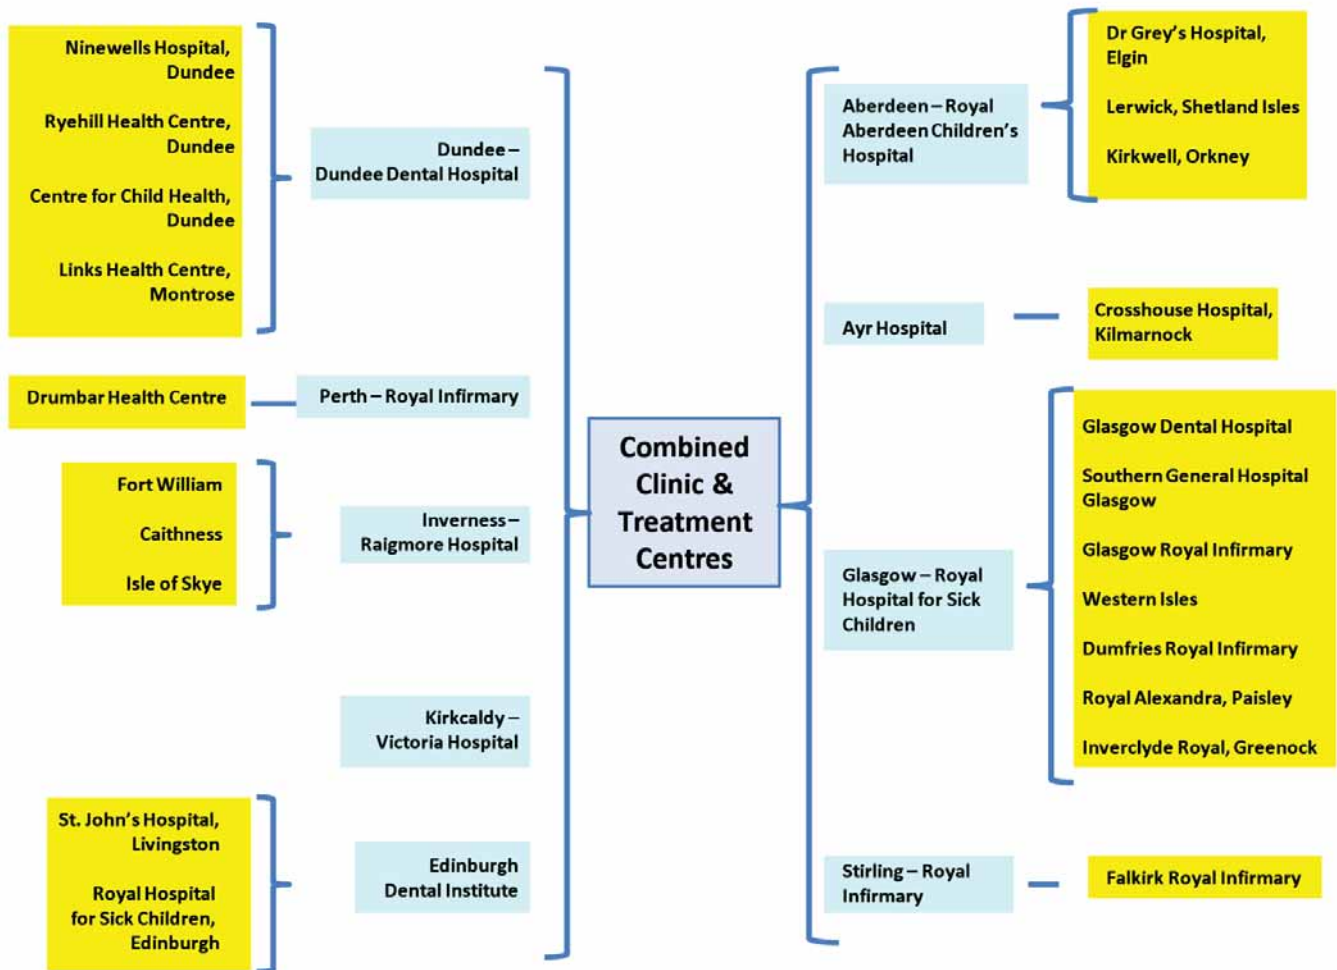 Ninewells Hospital,
Dundee
Ryehill Health Centre,
Dundee
Centre for Child Health,
Dundee
Links Health Centre,
Montrose
Dundee –
Dundee Dental Hospital
Drumbar Health Centre
Perth – Royal Infirmary
Fort William
Caithness
Isle of Skye
Inverness –
Raigmore Hospital
Kirkcaldy –
Victoria Hospital
St. John's Hospital,
Livingston
Royal Hospital
for Sick Children,
Edinburgh
Edinburgh
Dental Institute
Combined
Clinic &
Treatment
Centres
Aberdeen – Royal
Aberdeen Children's
Hospital
Dr Grey's Hospital,
Elgin
Lerwick, Shetland Isles
Kirkwell, Orkney
Ayr Hospital
Crosshouse Hospital,
Kilmarnock
Glasgow – Royal
Hospital for Sick
Children
Glasgow Dental Hospital
Southern General Hospital
Glasgow
Glasgow Royal Infirmary
Western Isles
Dumfries Royal Infirmary
Royal Alexandra, Paisley
Inverclyde Royal, Greenock
Stirling – Royal
Infirmary
Falkirk Royal Infirmary